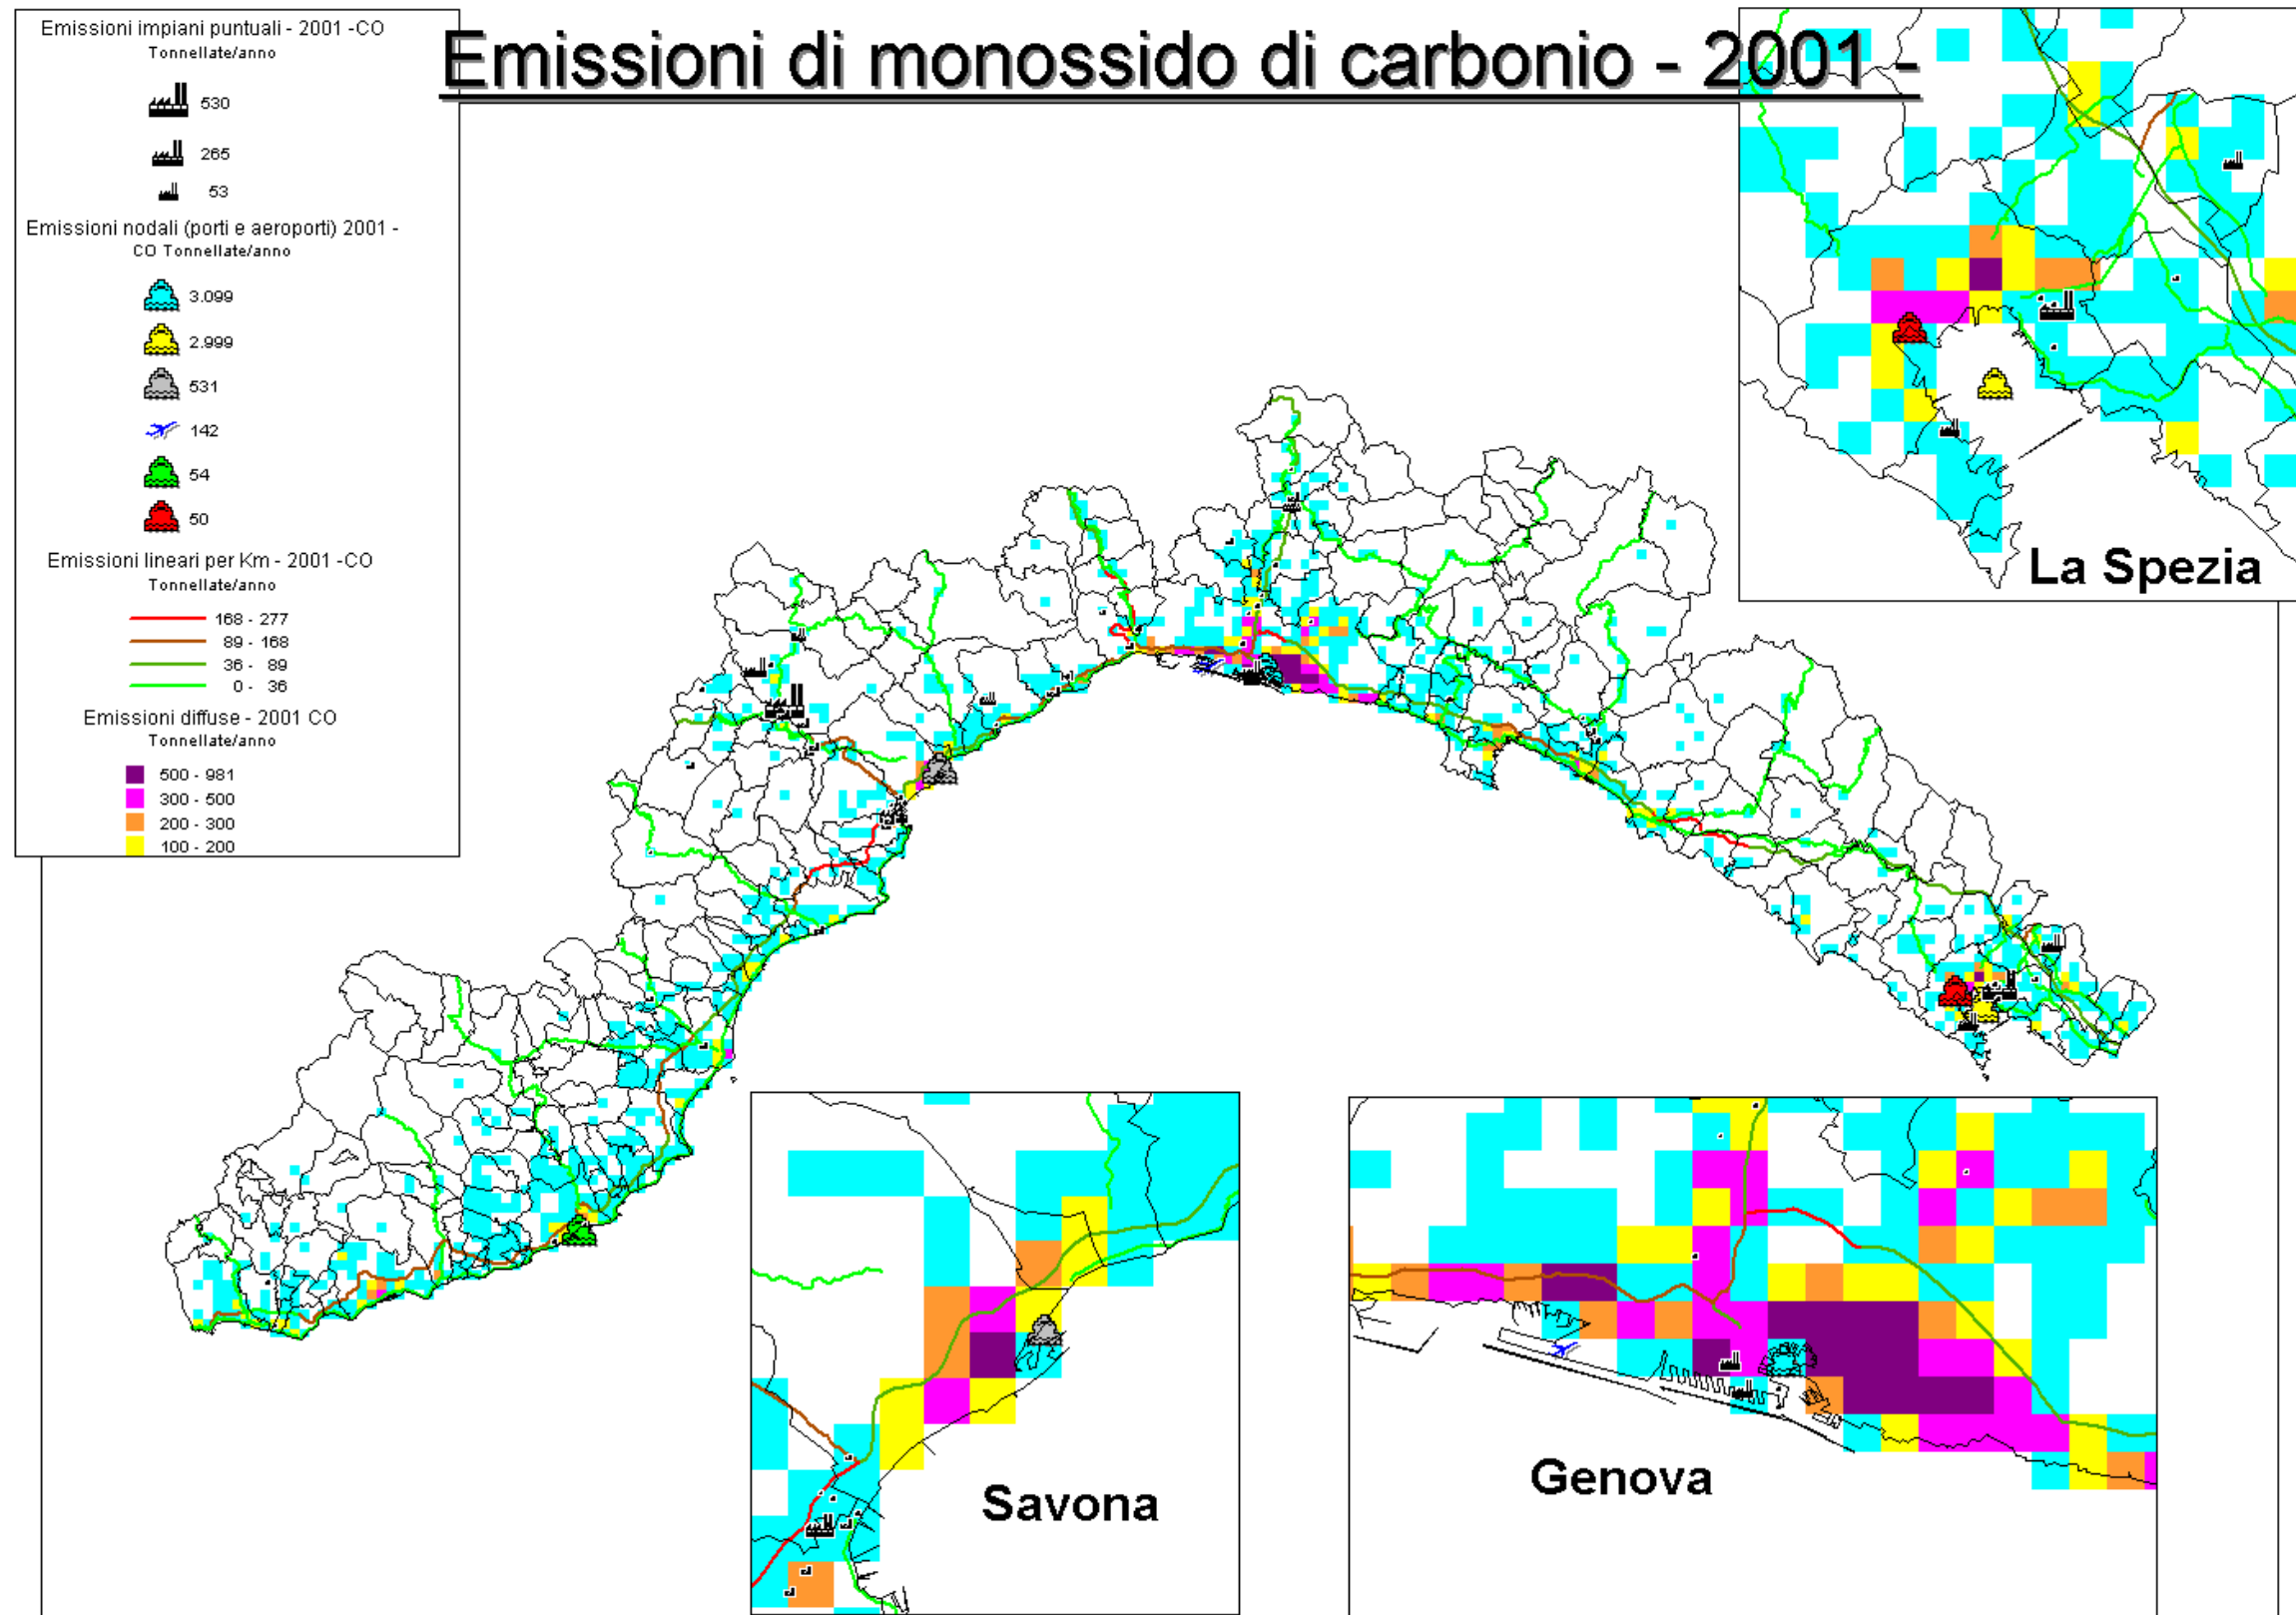 Emissioni di monossido di carbonio - 2001 -
Emissioni impiani puntuali - 2001 -CO
Tonnellate/anno
530
265
53
Emissioni nodali (porti e aeroporti) 2001 -
CO Tonnellate/anno
3.099
2.999
531
142
54
50
Emissioni lineari per Km - 2001 -CO
Tonnellate/anno
168 - 277
89 - 168
36 - 89
0 - 36
Emissioni diffuse - 2001 CO
Tonnellate/anno
500 - 981
300 - 500
200 - 300
100 - 200
La Spezia
Savona
Genova